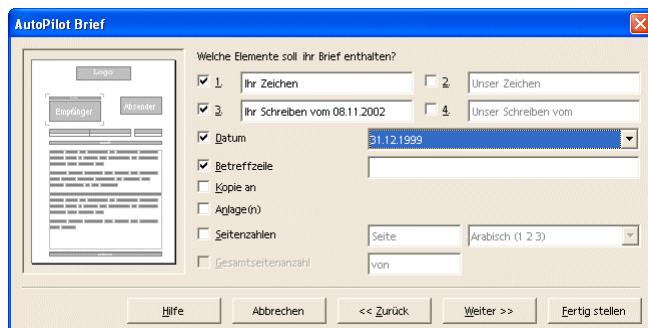 AutoPilot Brief
Logo
Empfänger
Absender
Welche Elemente soll ihr Brief enthalten?
1. Ihr Zeichen 2. Unser Zeichen
3. Ihr Schreiben vom 08.11.2002 4. Unser Schreiben vom
Datum 31.12.1999
Betreffzeile
Kopie an
Anlage(n)
Seitenzahlen Seite Arabisch (1 2 3)
Gesamtseitenanzahl von
Hilfe Abbrechen << Zurück Weiter >> Fertig stellen